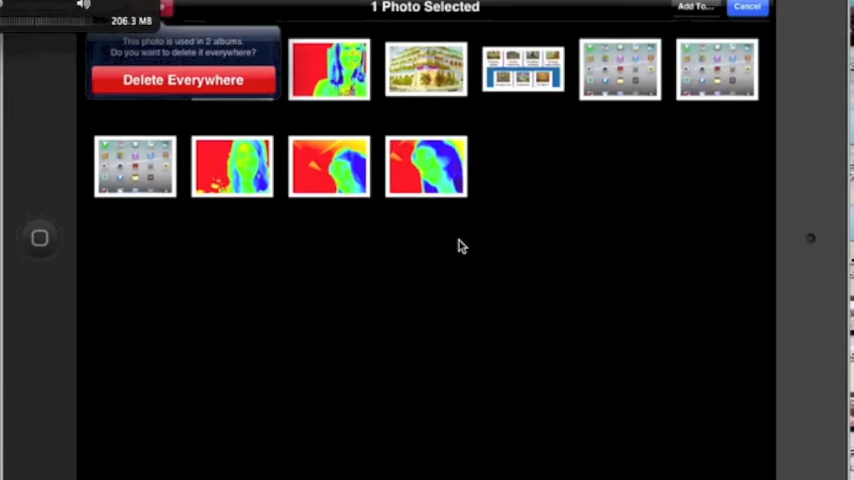 206.3 MB
1 Photo Selected
Add To...
Cancel
This photo is used in 2 albums.
Do you want to delete it everywhere?
Delete Everywhere